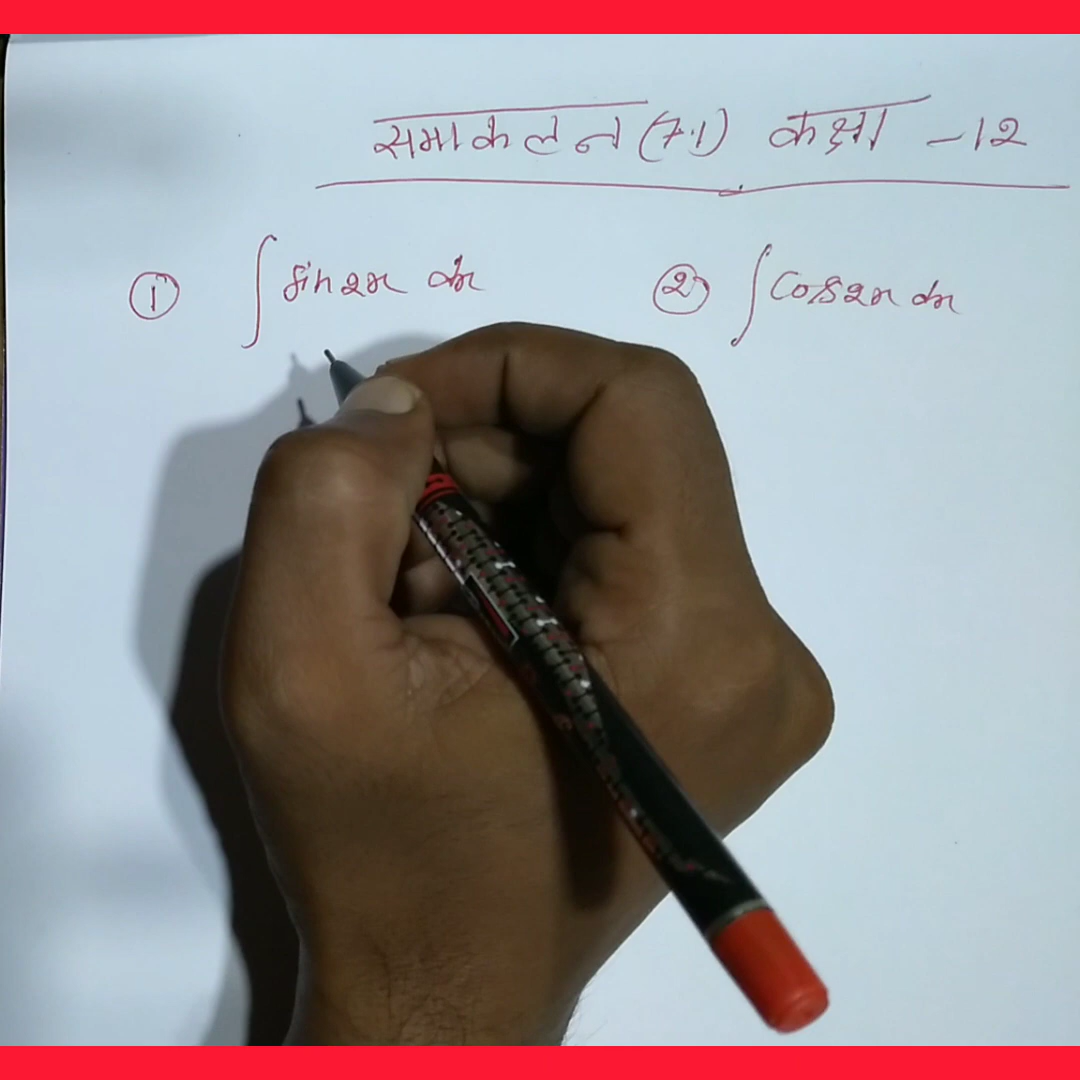 समाकलन (7.1) कक्षा - 12
① ∫ sin2x dx ② ∫ cos2x dx